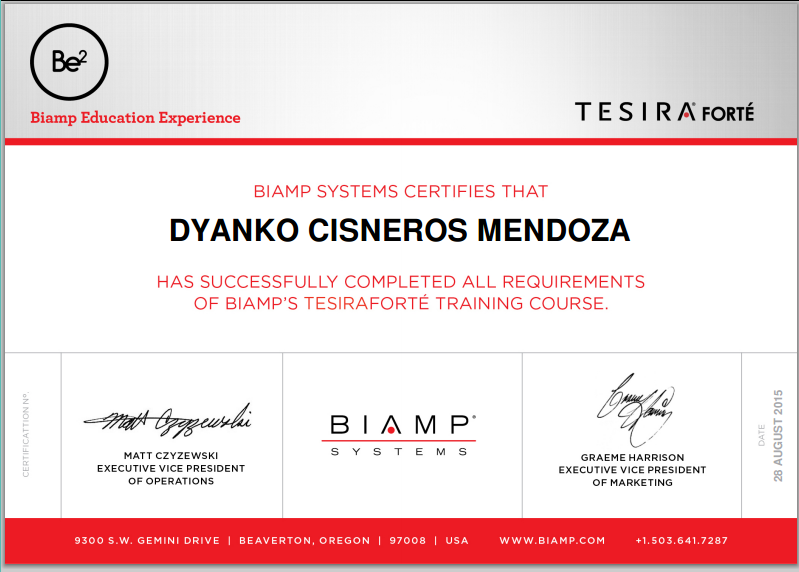 Be2
Biamp Education Experience
TESIRA® FORTÉ
BIAMP SYSTEMS CERTIFIES THAT
DYANKO CISNEROS MENDOZA
HAS SUCCESSFULLY COMPLETED ALL REQUIREMENTS
OF BIAMP'S TESIRAFORTÉ TRAINING COURSE.
CERTIFICATTION Nº.
Matt Czyzewski
MATT CZYZEWSKI
EXECUTIVE VICE PRESIDENT
OF OPERATIONS
BIAMP®
SYSTEMS
GRAEME HARRISON
EXECUTIVE VICE PRESIDENT
OF MARKETING
DATE
28 AUGUST 2015
9300 S.W. GEMINI DRIVE | BEAVERTON, OREGON | 97008 | USA WWW.BIAMP.COM +1.503.641.7287